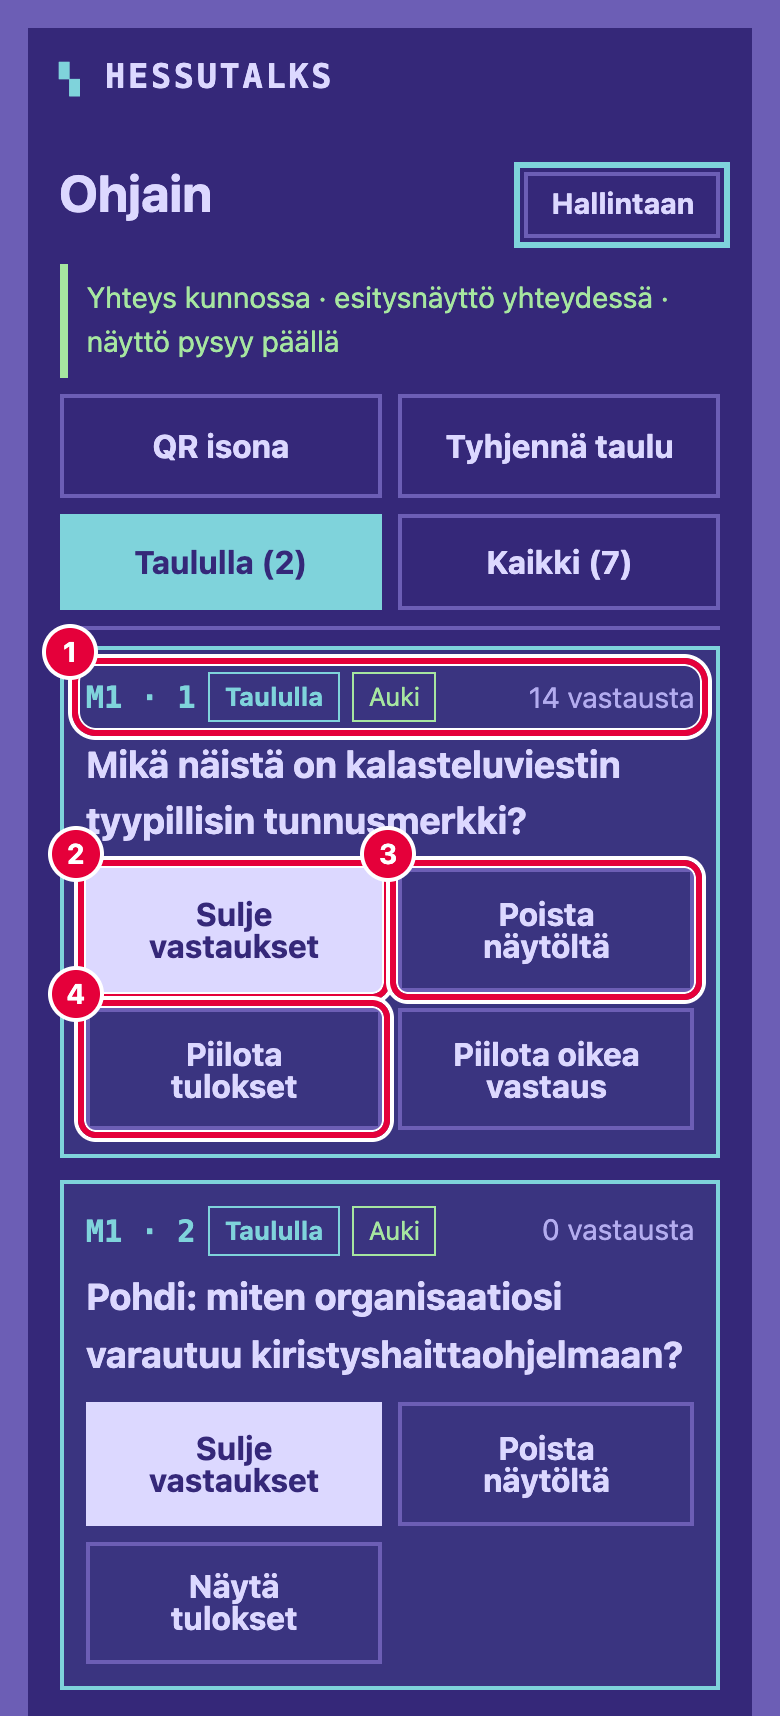 HESSUTALKS
Ohjain
Hallintaan
Yhteys kunnossa · esitysnäyttö yhteydessä ·
näyttö pysyy päällä
QR isona
Tyhjennä taulu
Taululla (2)
Kaikki (7)
1
M1 · 1 Taululla Auki 14 vastausta
Mikä näistä on kalasteluviestin
tyypillisin tunnusmerkki?
2
Sulje
vastaukset
3
Poista
näytöltä
4
Piilota
tulokset
Piilota oikea
vastaus
M1 · 2 Taululla Auki 0 vastausta
Pohdi: miten organisaatiosi
varautuu kiristyshaittaohjelmaan?
Sulje
vastaukset
Poista
näytöltä
Näytä
tulokset